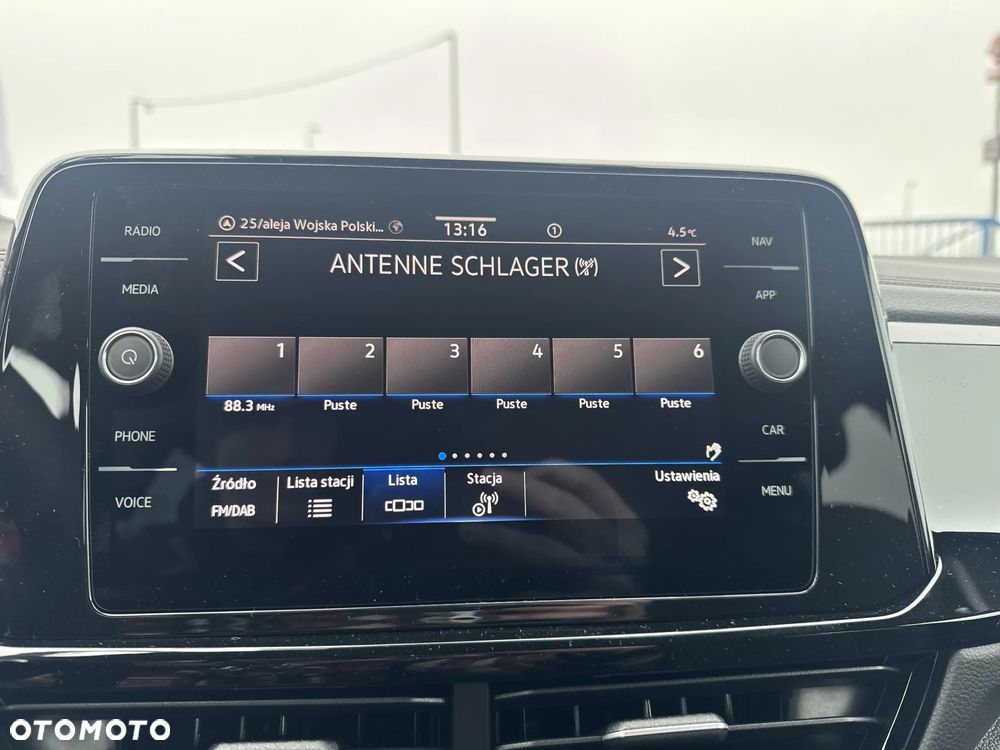 RADIO
MEDIA
PHONE
VOICE
25/aleja Wojska Polski...
13:16
1
4.5°C
<
ANTENNE SCHLAGER
>
1 2 3 4 5 6
88.3 MHz Puste Puste Puste Puste Puste
Źródło
FM/DAB
Lista stacji
Lista
Stacja
Ustawienia
NAV
APP
CAR
MENU
OTOMOTO